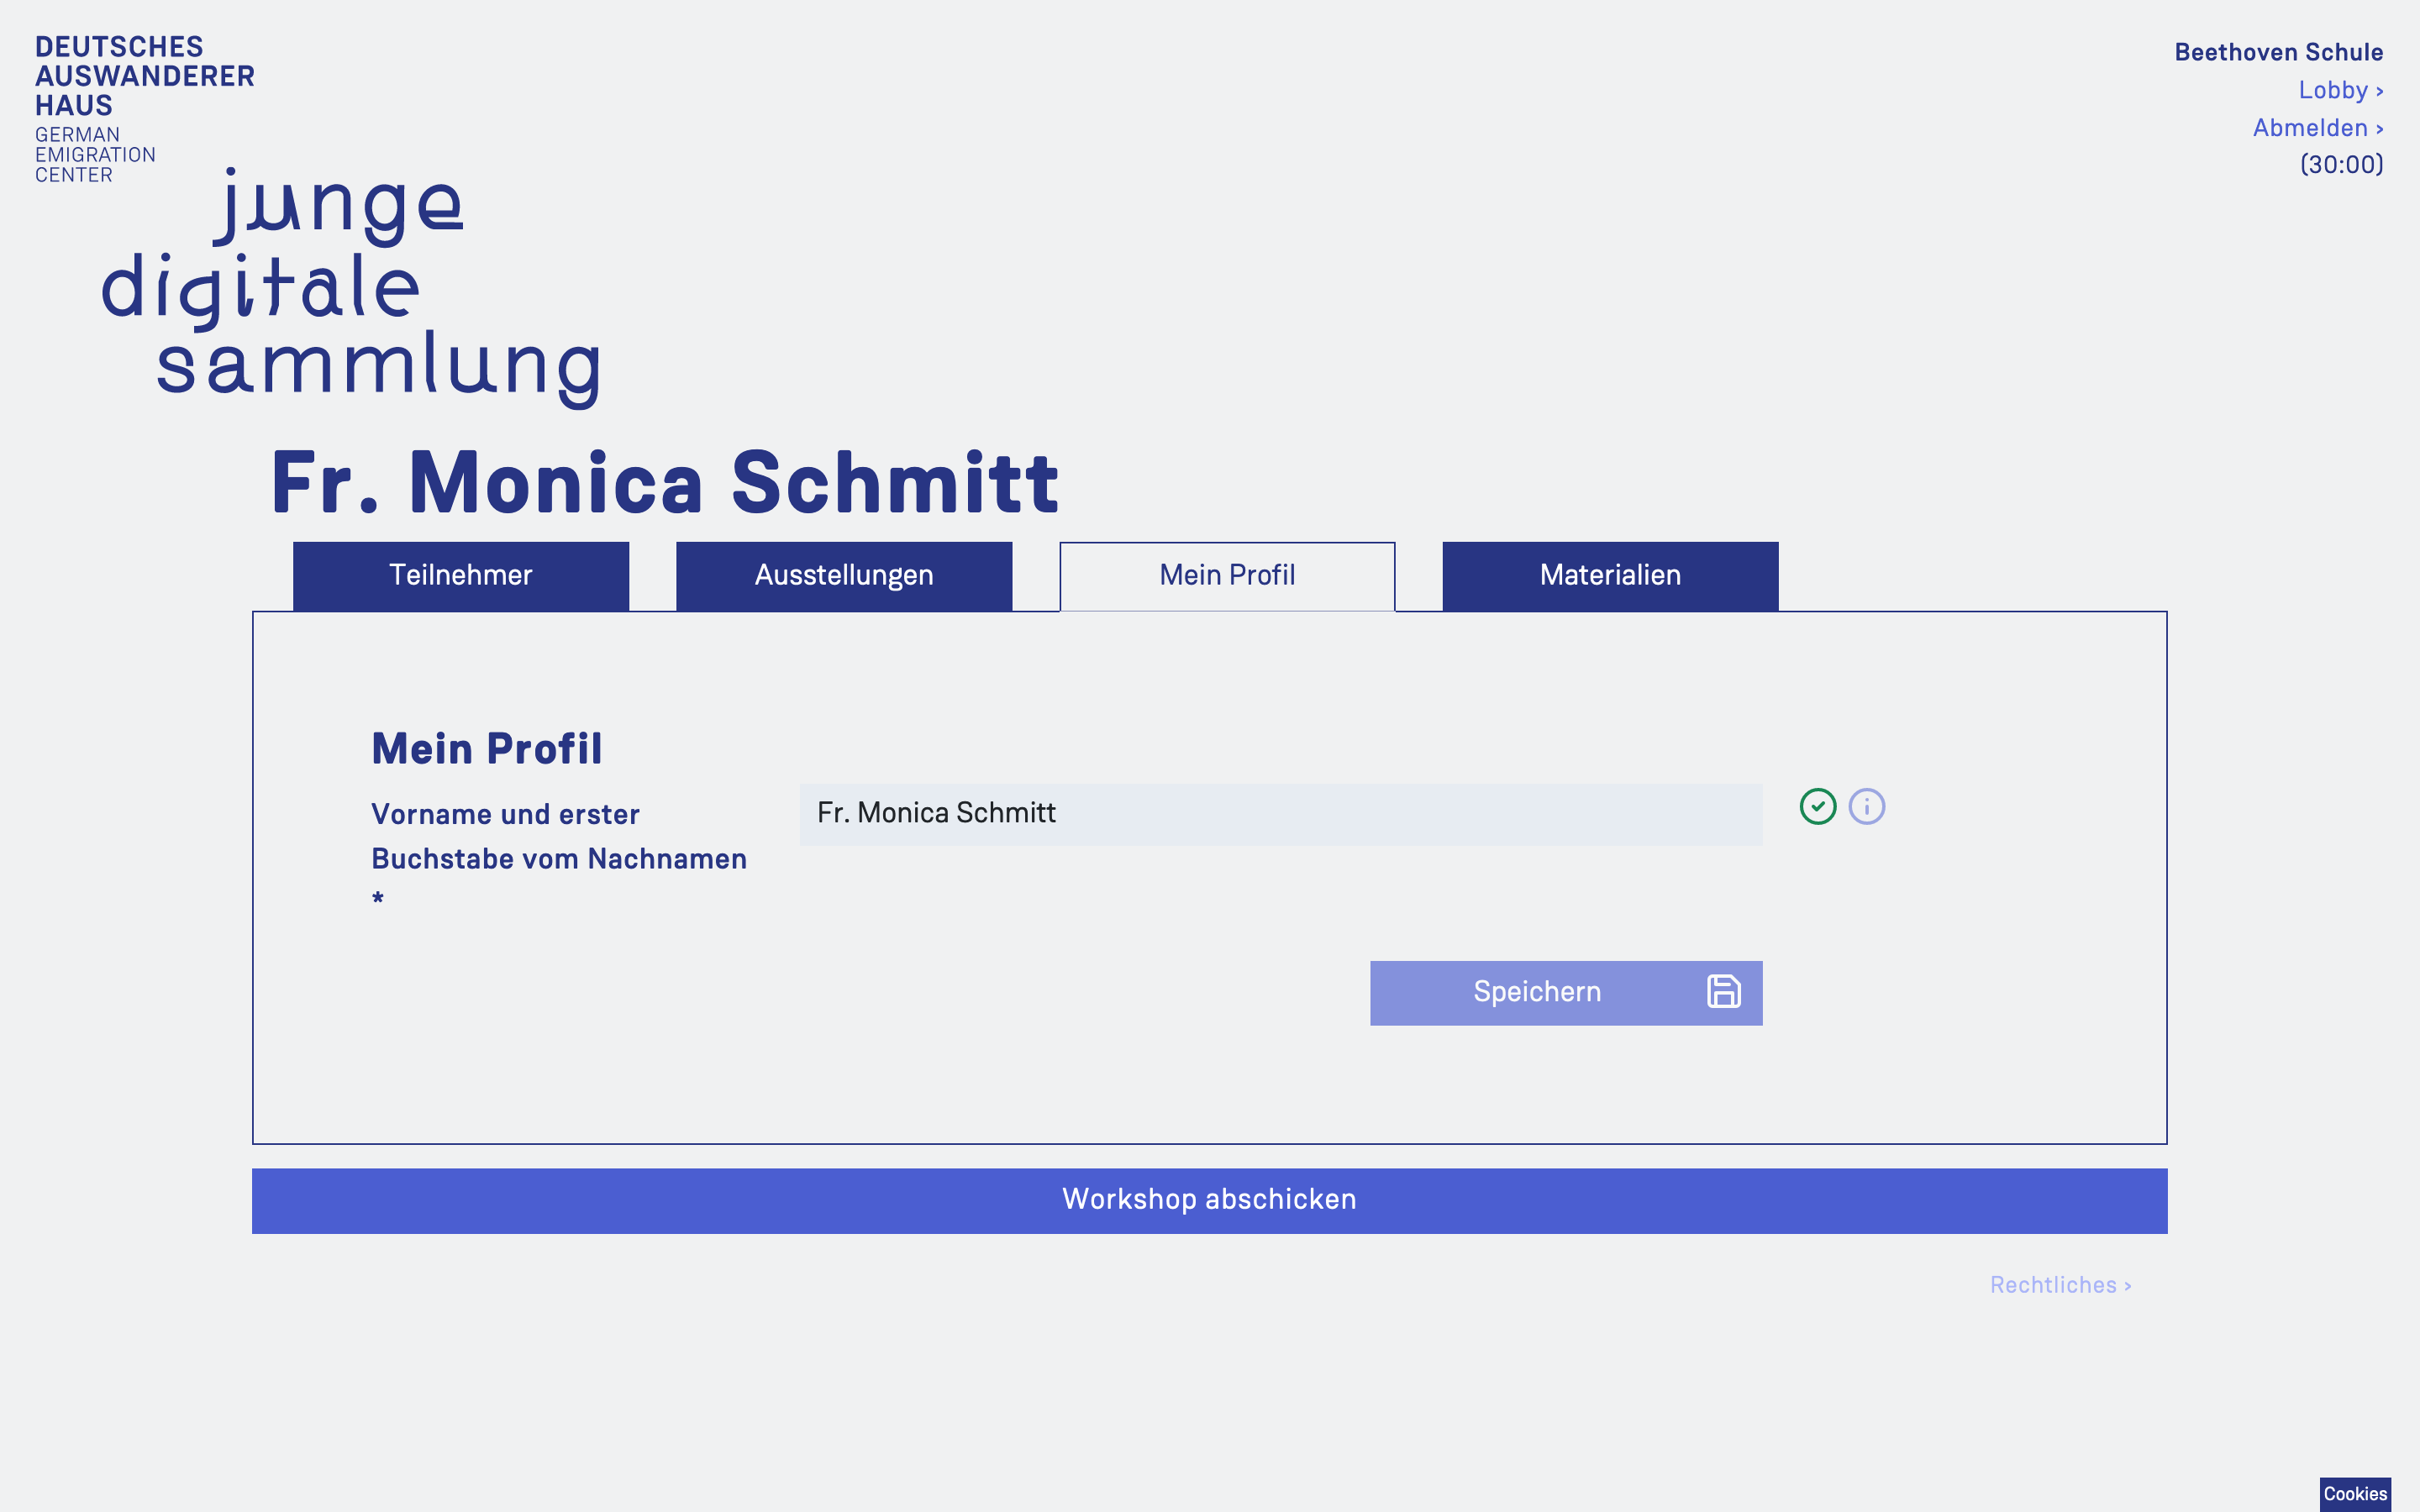 DEUTSCHES
AUSWANDERER
HAUS
GERMAN
EMIGRATION
CENTER
junge
digitale
sammlung
Beethoven Schule
Lobby ›
Abmelden ›
(30:00)
Fr. Monica Schmitt
Teilnehmer
Ausstellungen
Mein Profil
Materialien
Mein Profil
Vorname und erster
Buchstabe vom Nachnamen
*
Fr. Monica Schmitt
Speichern
Workshop abschicken
Rechtliches ›
Cookies